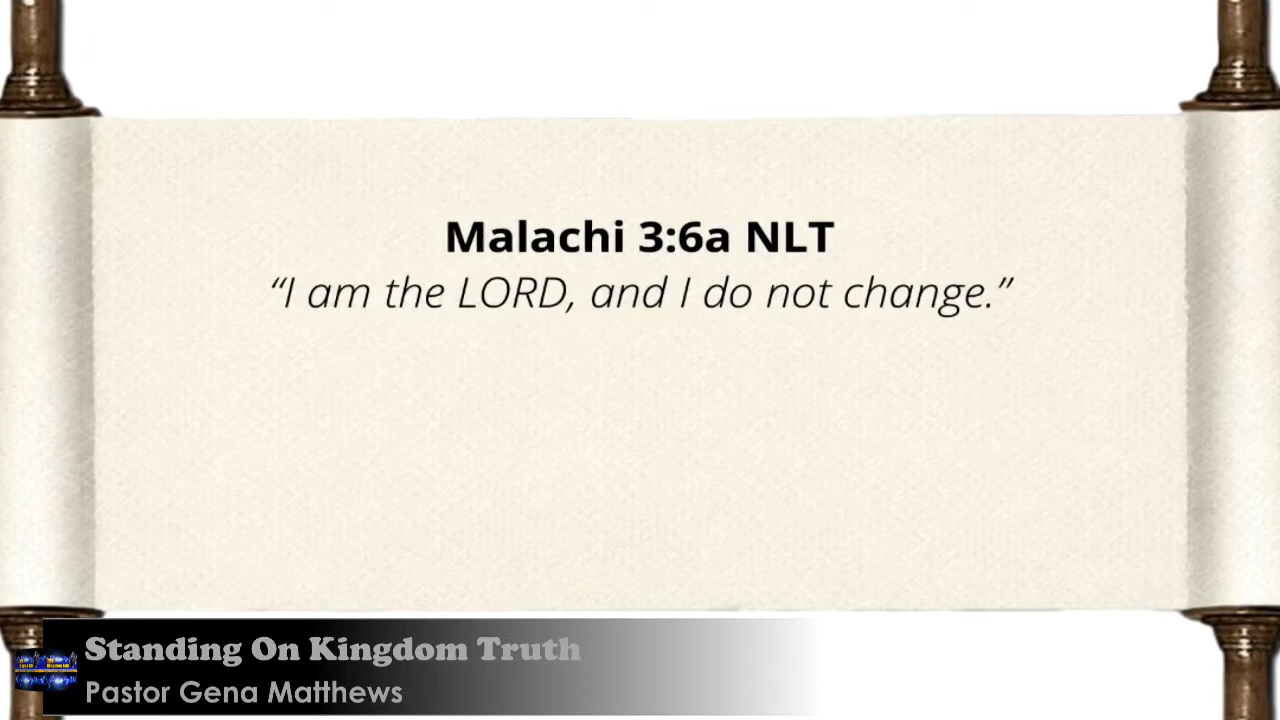 Malachi 3:6a NLT
“I am the LORD, and I do not change.”
Standing On Kingdom Truth
Pastor Gena Matthews